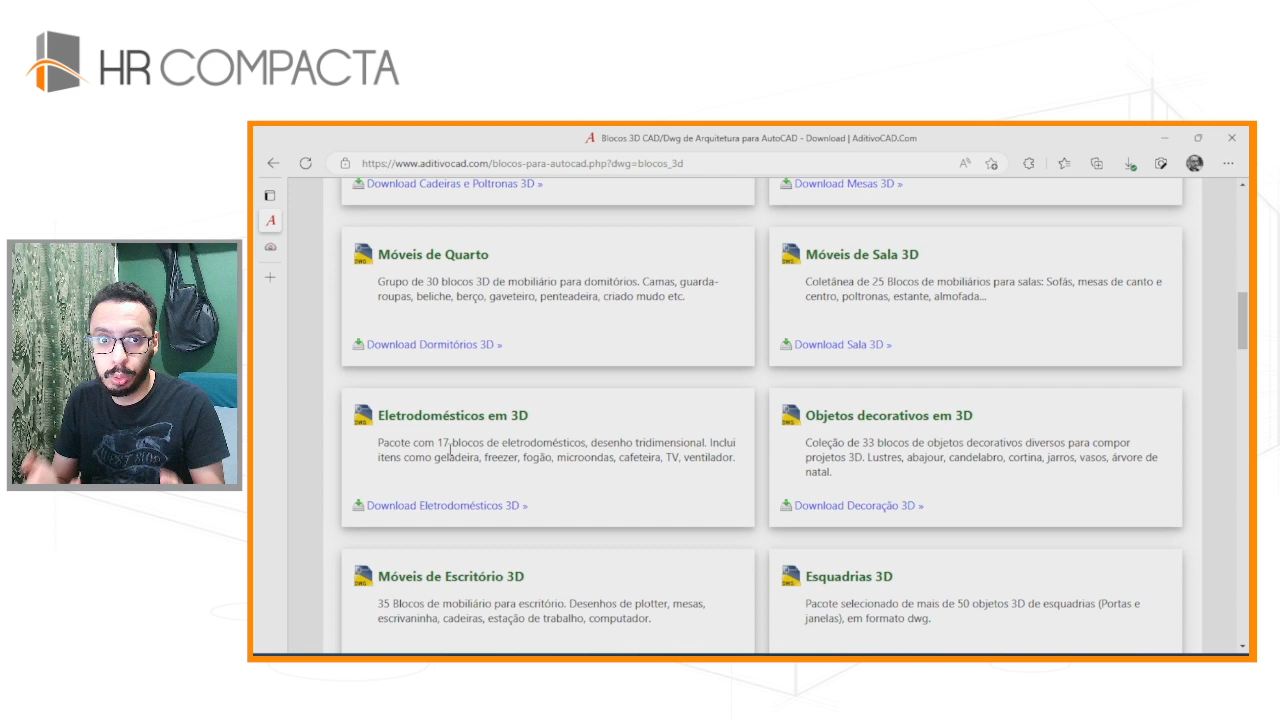 HR COMPACTA
Blocos 3D CAD/Dwg de Arquitetura para AutoCAD - Download | AditivoCAD.Com
https://www.aditivocad.com/blocos-para-autocad.php?dwg=blocos_3d
Download Cadeiras e Poltronas 3D »
Download Mesas 3D »
Móveis de Quarto
Grupo de 30 blocos 3D de mobiliário para domitórios. Camas, guarda-
roupas, beliche, berço, gaveteiro, penteadeira, criado mudo etc.
Download Dormitórios 3D »
Móveis de Sala 3D
Coletânea de 25 Blocos de mobiliários para salas: Sofás, mesas de canto e
centro, poltronas, estante, almofada...
Download Sala 3D »
Eletrodomésticos em 3D
Pacote com 17 blocos de eletrodomésticos, desenho tridimensional. Inclui
itens como geladeira, freezer, fogão, microondas, cafeteira, TV, ventilador.
Download Eletrodomésticos 3D »
Objetos decorativos em 3D
Coleção de 33 blocos de objetos decorativos diversos para compor
projetos 3D. Lustres, abajour, candelabro, cortina, jarros, vasos, árvore de
natal.
Download Decoração 3D »
Móveis de Escritório 3D
35 Blocos de mobiliário para escritório. Desenhos de plotter, mesas,
escrivaninha, cadeiras, estação de trabalho, computador.
Esquadrias 3D
Pacote selecionado de mais de 50 objetos 3D de esquadrias (Portas e
janelas), em formato dwg.